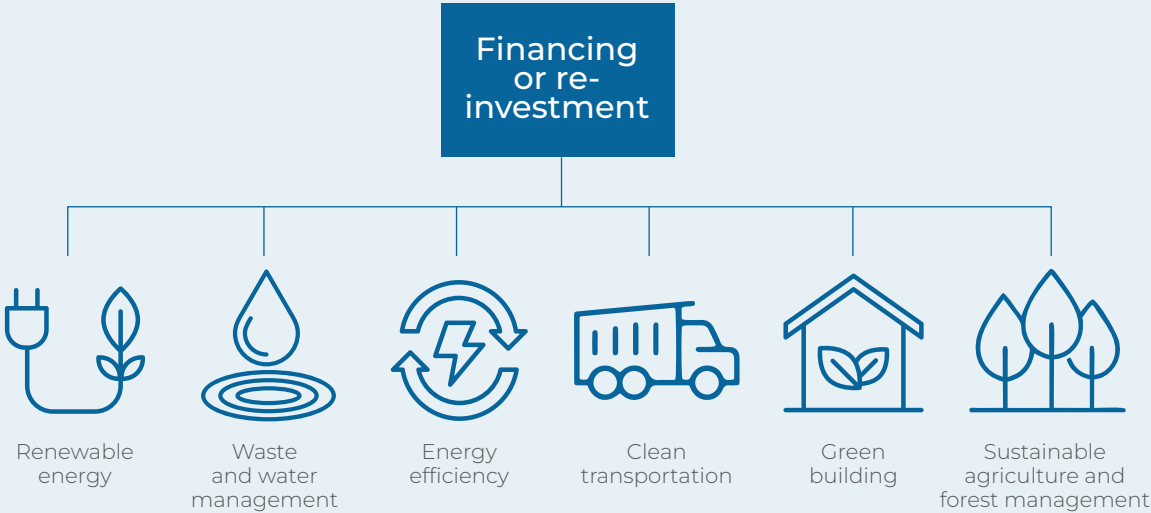 Financing
or re-
investment
Renewable
energy
Waste
and water
management
Energy
efficiency
Clean
transportation
Green
building
Sustainable
agriculture and
forest management